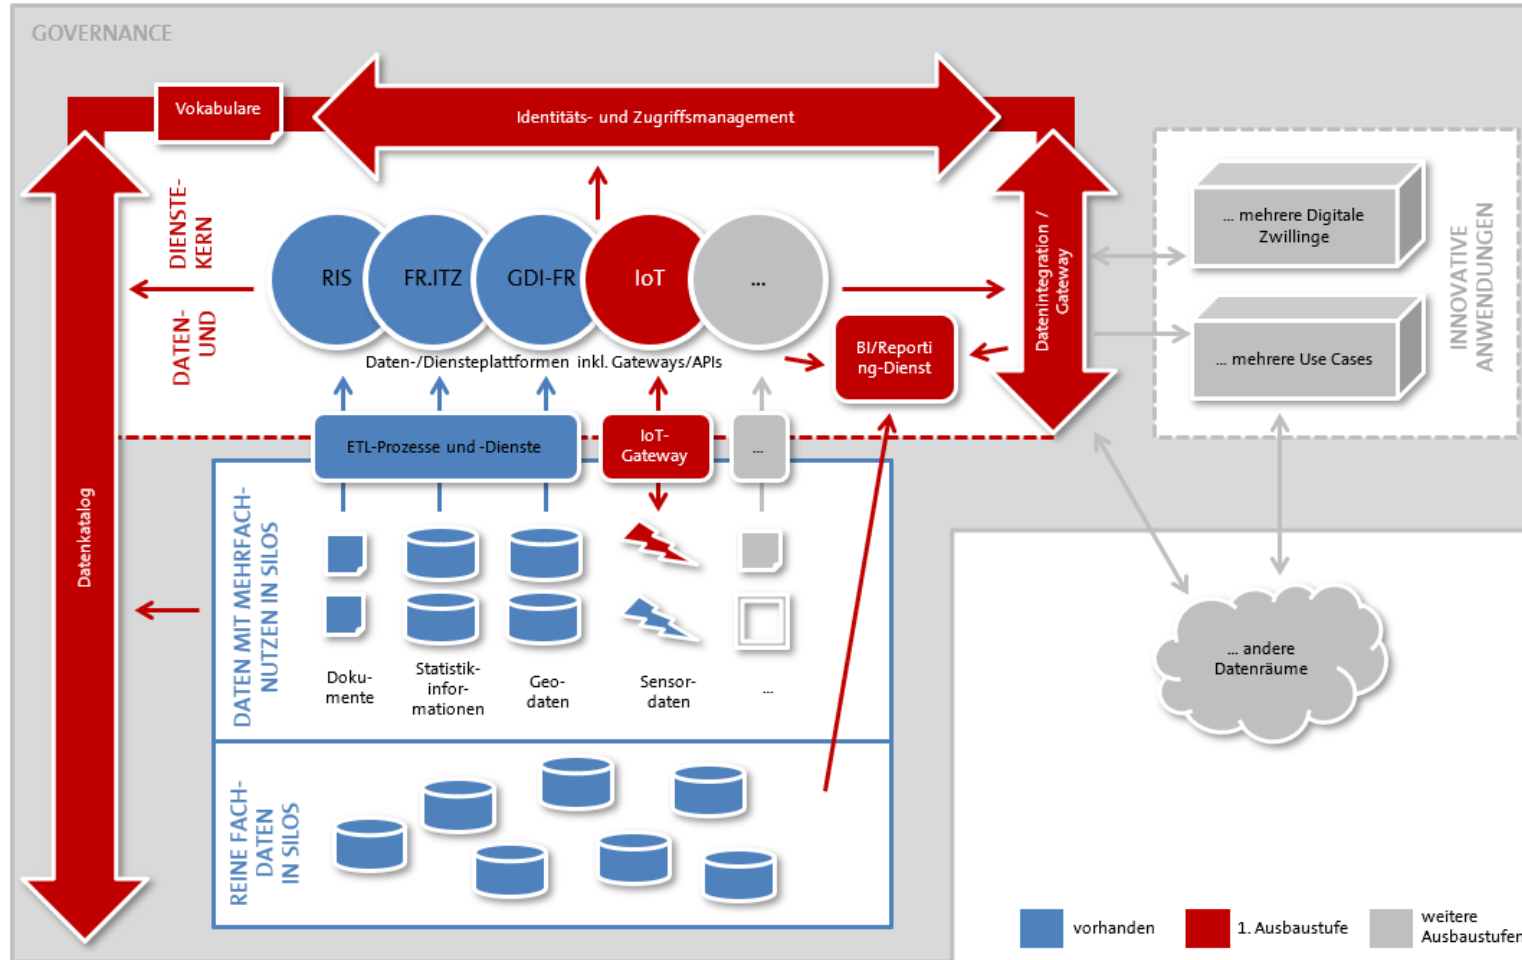 GOVERNANCE
Vokabulare
Identitäts- und Zugriffsmanagement
DIENSTE-
KERN
DATEN-
UND
RIS
FR.ITZ
GDI-FR
IoT
...
Daten-/Diensteplattformen inkl. Gateways/APIs
BI/Reporti
ng-Dienst
Datenintegration /
Gateway
... mehrere Digitale
Zwillinge
... mehrere Use Cases
INNOVATIVE
ANWENDUNGEN
ETL-Prozesse und -Dienste
IoT-
Gateway
...
Datenkatalog
DATEN MIT MEHRFACH-
NUTZEN IN SILOS
Doku-
mente
Statistik-
infor-
mationen
Geo-
daten
Sensor-
daten
...
... andere
Datenräume
REINE FACH-
DATEN
IN SILOS
vorhanden
1. Ausbaustufe
weitere
Ausbaustufen